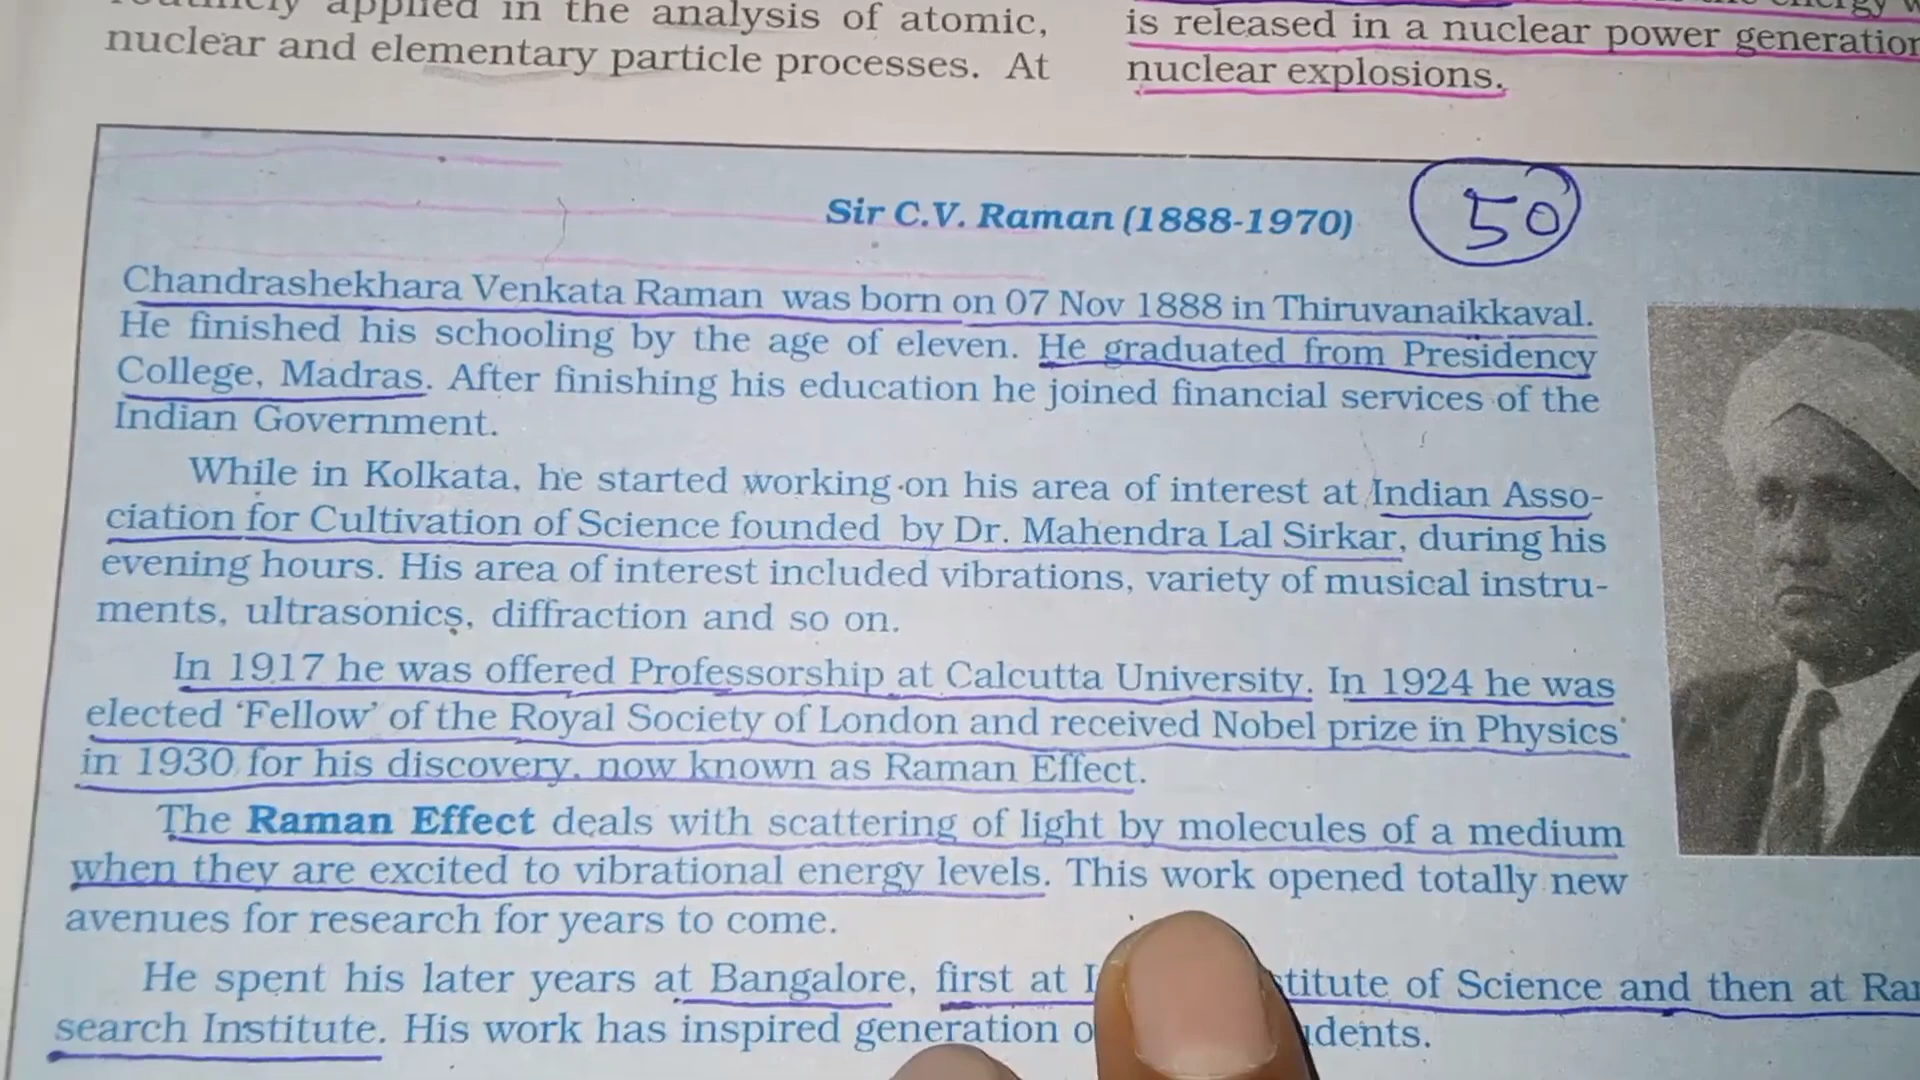 applied in the analysis of atomic,
nuclear and elementary particle processes. At
is released in a nuclear power generation
nuclear explosions.
Sir C.V. Raman (1888-1970)
50
Chandrashekhara Venkata Raman was born on 07 Nov 1888 in Thiruvanaikkaval.
He finished his schooling by the age of eleven. He graduated from Presidency
College, Madras. After finishing his education he joined financial services of the
Indian Government.
While in Kolkata, he started working on his area of interest at Indian Asso-
ciation for Cultivation of Science founded by Dr. Mahendra Lal Sirkar, during his
evening hours. His area of interest included vibrations, variety of musical instru-
ments, ultrasonics, diffraction and so on.
In 1917 he was offered Professorship at Calcutta University. In 1924 he was
elected ‘Fellow’ of the Royal Society of London and received Nobel prize in Physics
in 1930 for his discovery, now known as Raman Effect.
The Raman Effect deals with scattering of light by molecules of a medium
when they are excited to vibrational energy levels. This work opened totally new
avenues for research for years to come.
He spent his later years at Bangalore, first at I stitute of Science and then at Ra
search Institute. His work has inspired generation o dents.